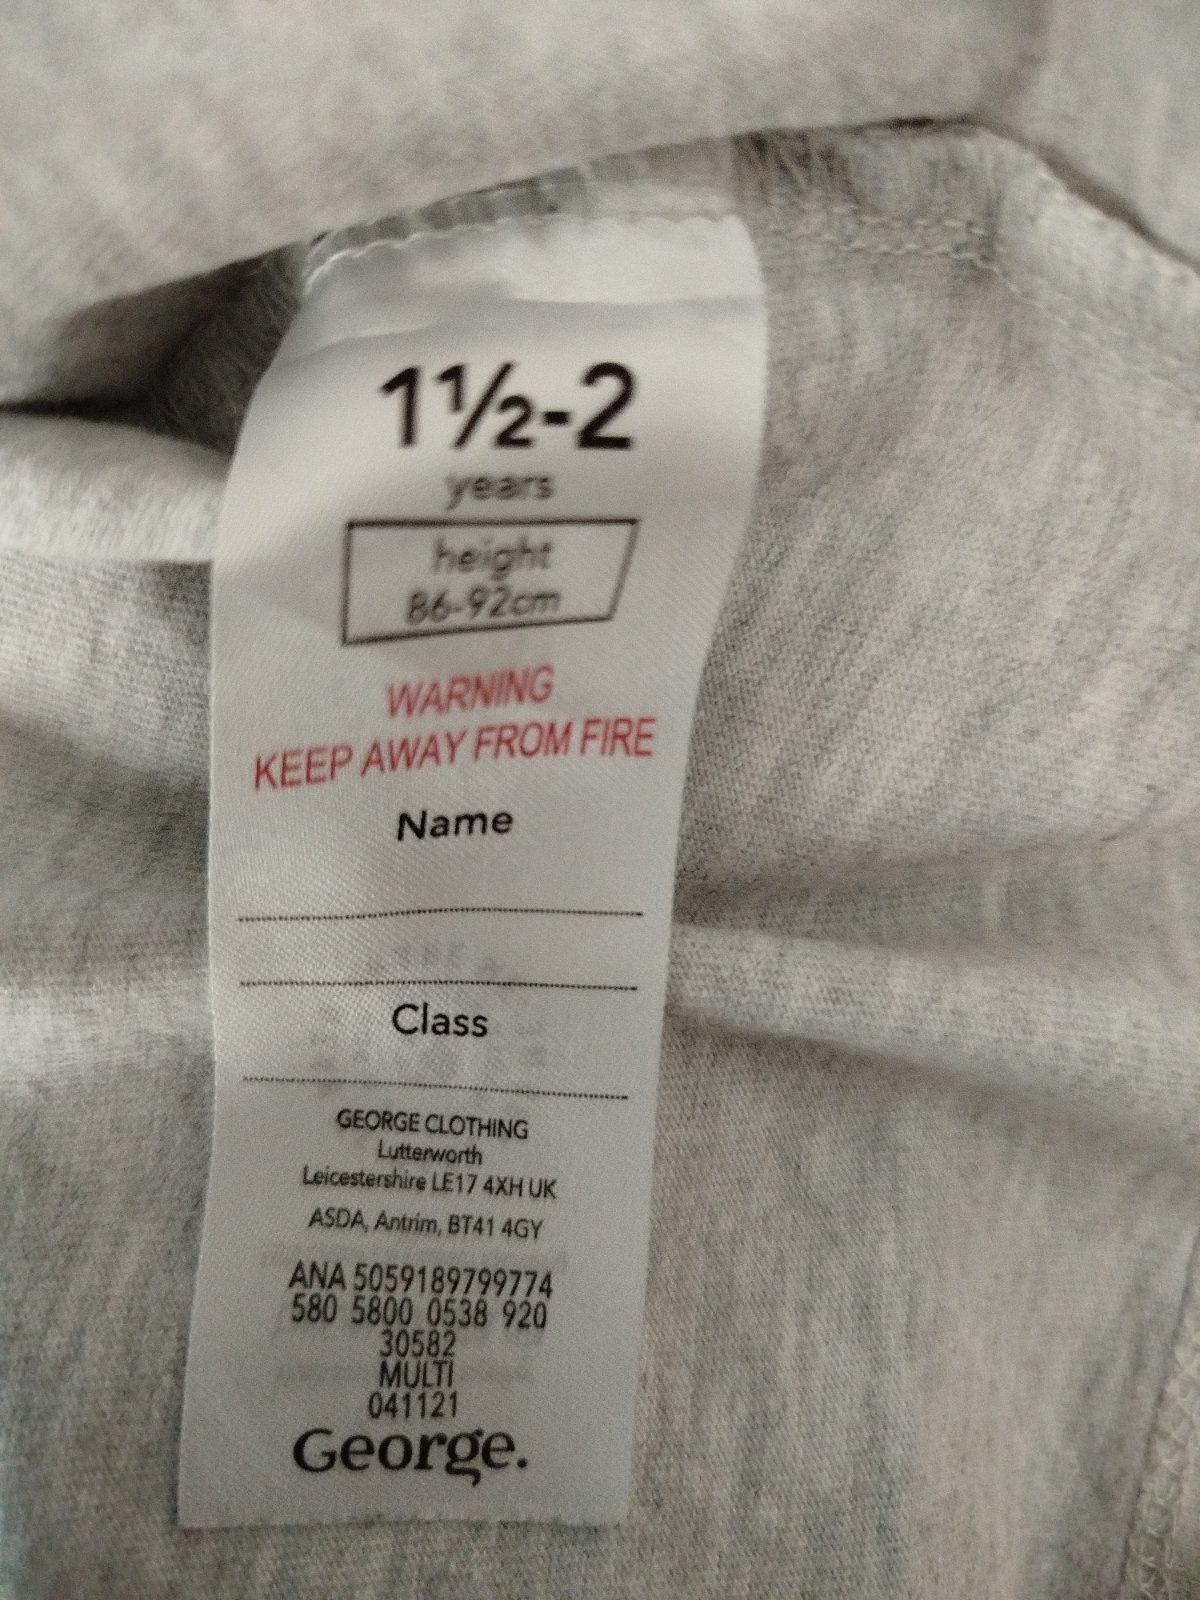 1½-2
years
height
86-92cm
WARNING
KEEP AWAY FROM FIRE
Name
Class
GEORGE CLOTHING
Lutterworth
Leicestershire LE17 4XH UK
ASDA, Antrim, BT41 4GY
ANA 5059189799774
580 5800 0538 920
30582
MULTI
041121
George.